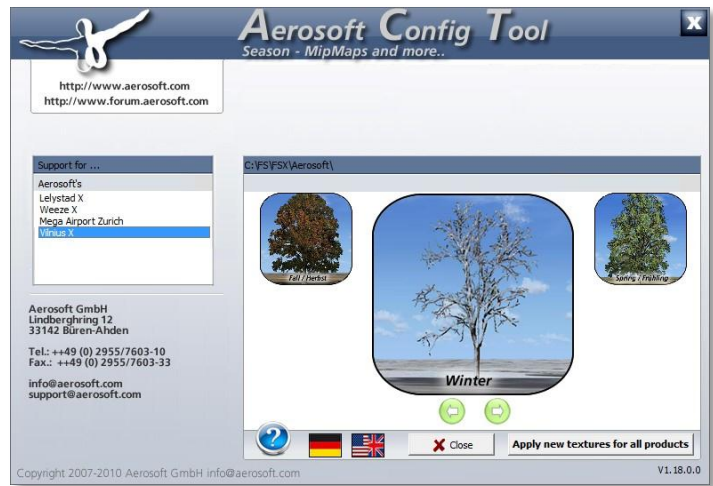 Aerosoft Config Tool
Season - MipMaps and more..
X
http://www.aerosoft.com
http://www.forum.aerosoft.com
Support for ...
Aerosoft's
Lelystad X
Weeze X
Mega Airport Zurich
Vilnius X
C:\FS\FSX\Aerosoft\
Fall / Herbst
Winter
Spring / Frühling
Aerosoft GmbH
Lindberghring 12
33142 Büren-Ahden
Tel.: ++49 (0) 2955/7603-10
Fax.: ++49 (0) 2955/7603-33
info@aerosoft.com
support@aerosoft.com
?
Close
Apply new textures for all products
Copyright 2007-2010 Aerosoft GmbH info@aerosoft.com
V1.18.0.0